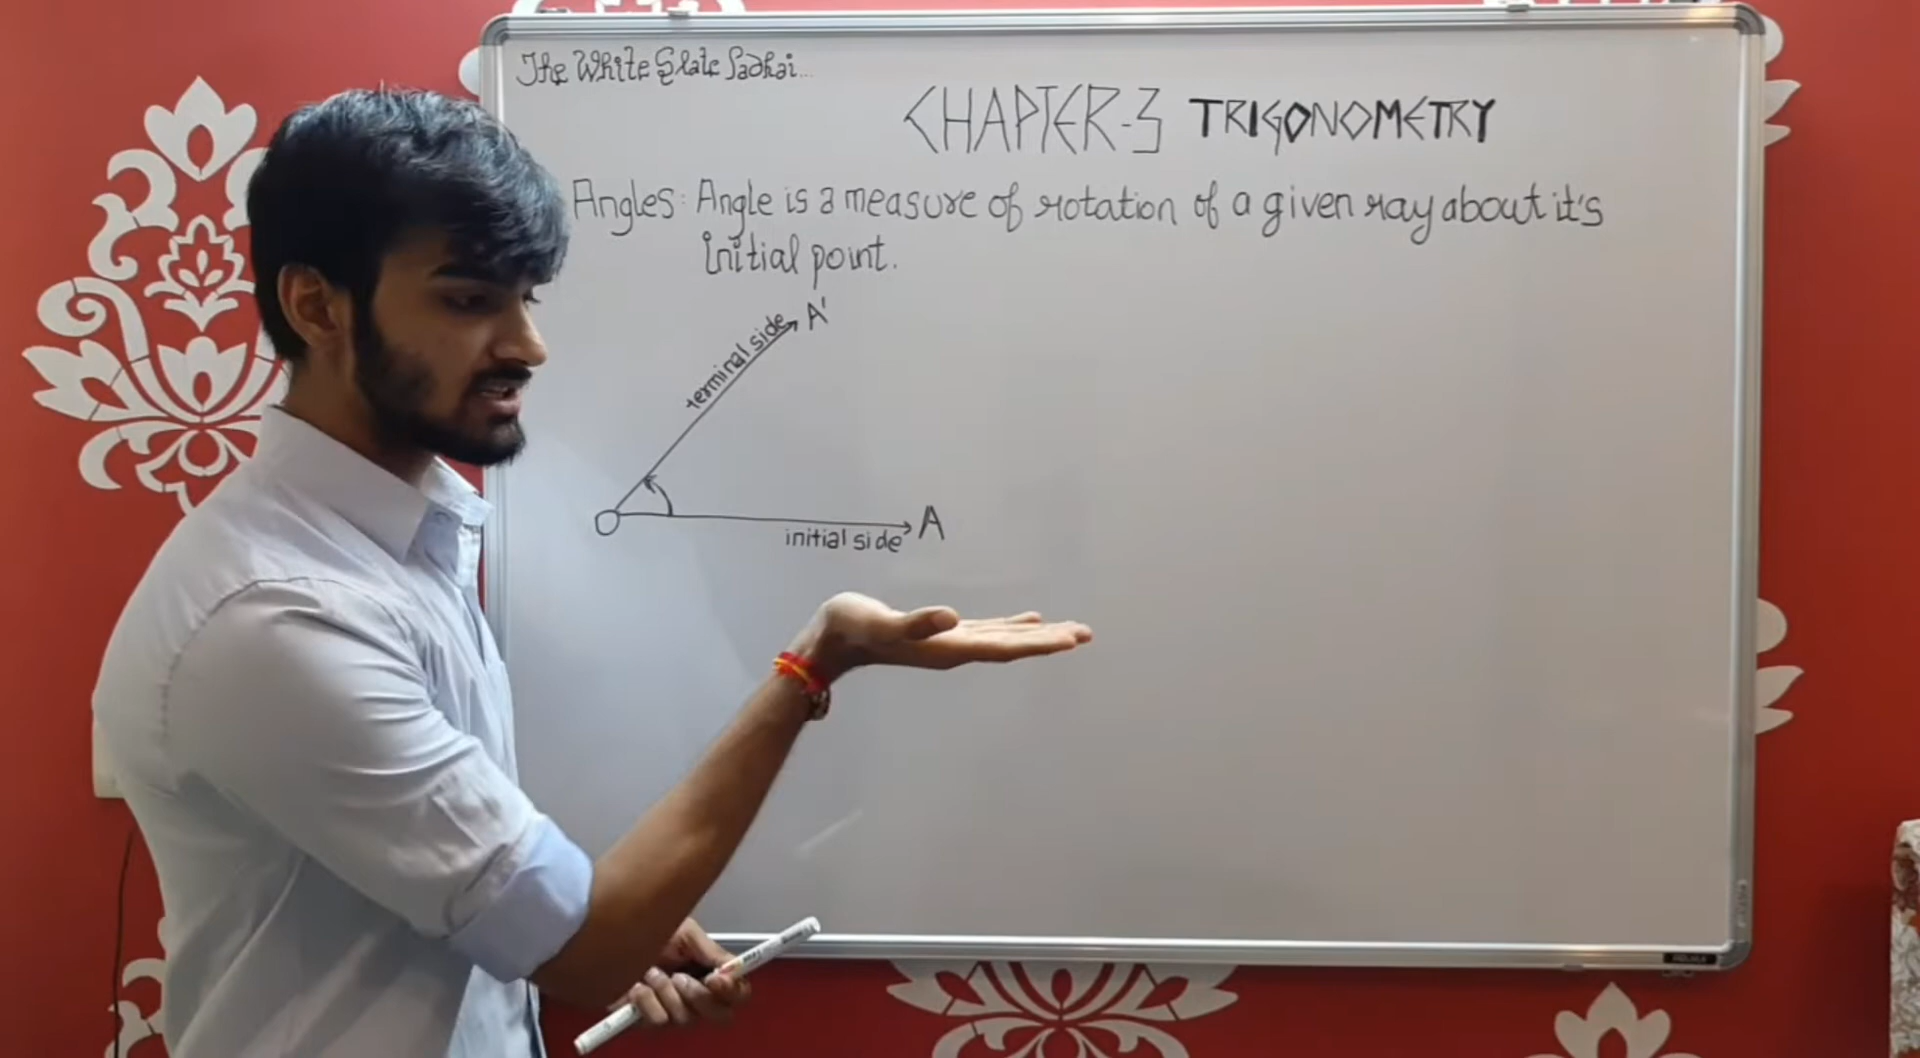 The White Slate Padhai...
CHAPTER-3 TRIGONOMETRY
Angles: Angle is a measure of rotation of a given ray about it's
initial point.
A'
terminal side
O
A
initial side